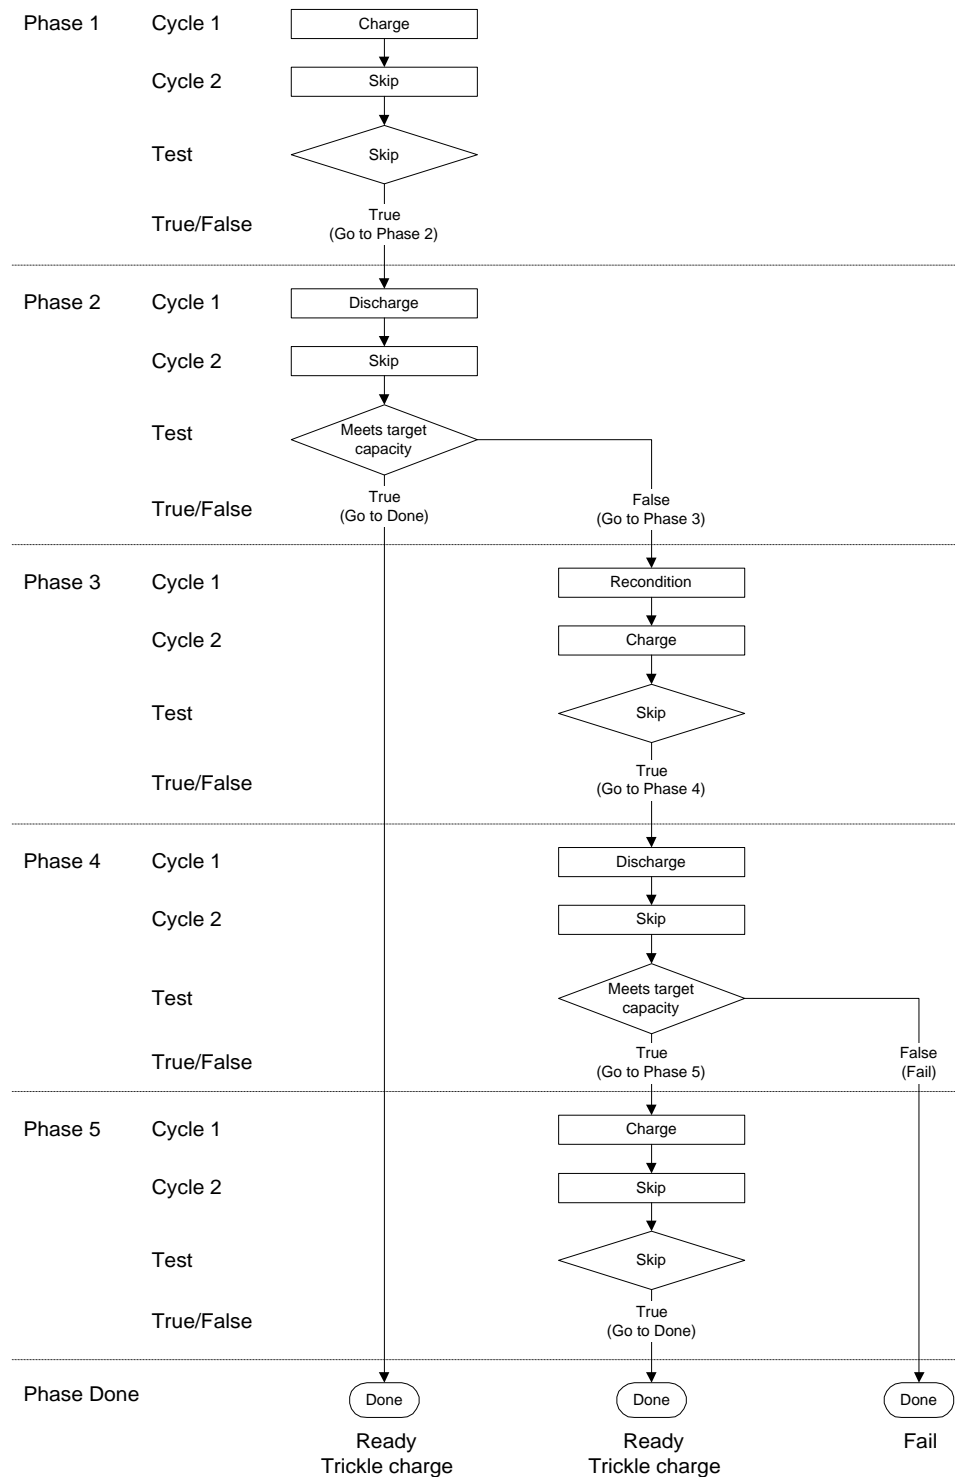 Phase 1 Cycle 1 Charge
Cycle 2 Skip
Test Skip
True/False True
(Go to Phase 2)
Phase 2 Cycle 1 Discharge
Cycle 2 Skip
Test Meets target
capacity
True/False True
(Go to Done)
False
(Go to Phase 3)
Phase 3 Cycle 1 Recondition
Cycle 2 Charge
Test Skip
True/False True
(Go to Phase 4)
Phase 4 Cycle 1 Discharge
Cycle 2 Skip
Test Meets target
capacity
True/False True
(Go to Phase 5)
False
(Fail)
Phase 5 Cycle 1 Charge
Cycle 2 Skip
Test Skip
True/False True
(Go to Done)
Phase Done Done Done Done
Ready Ready Fail
Trickle charge Trickle charge